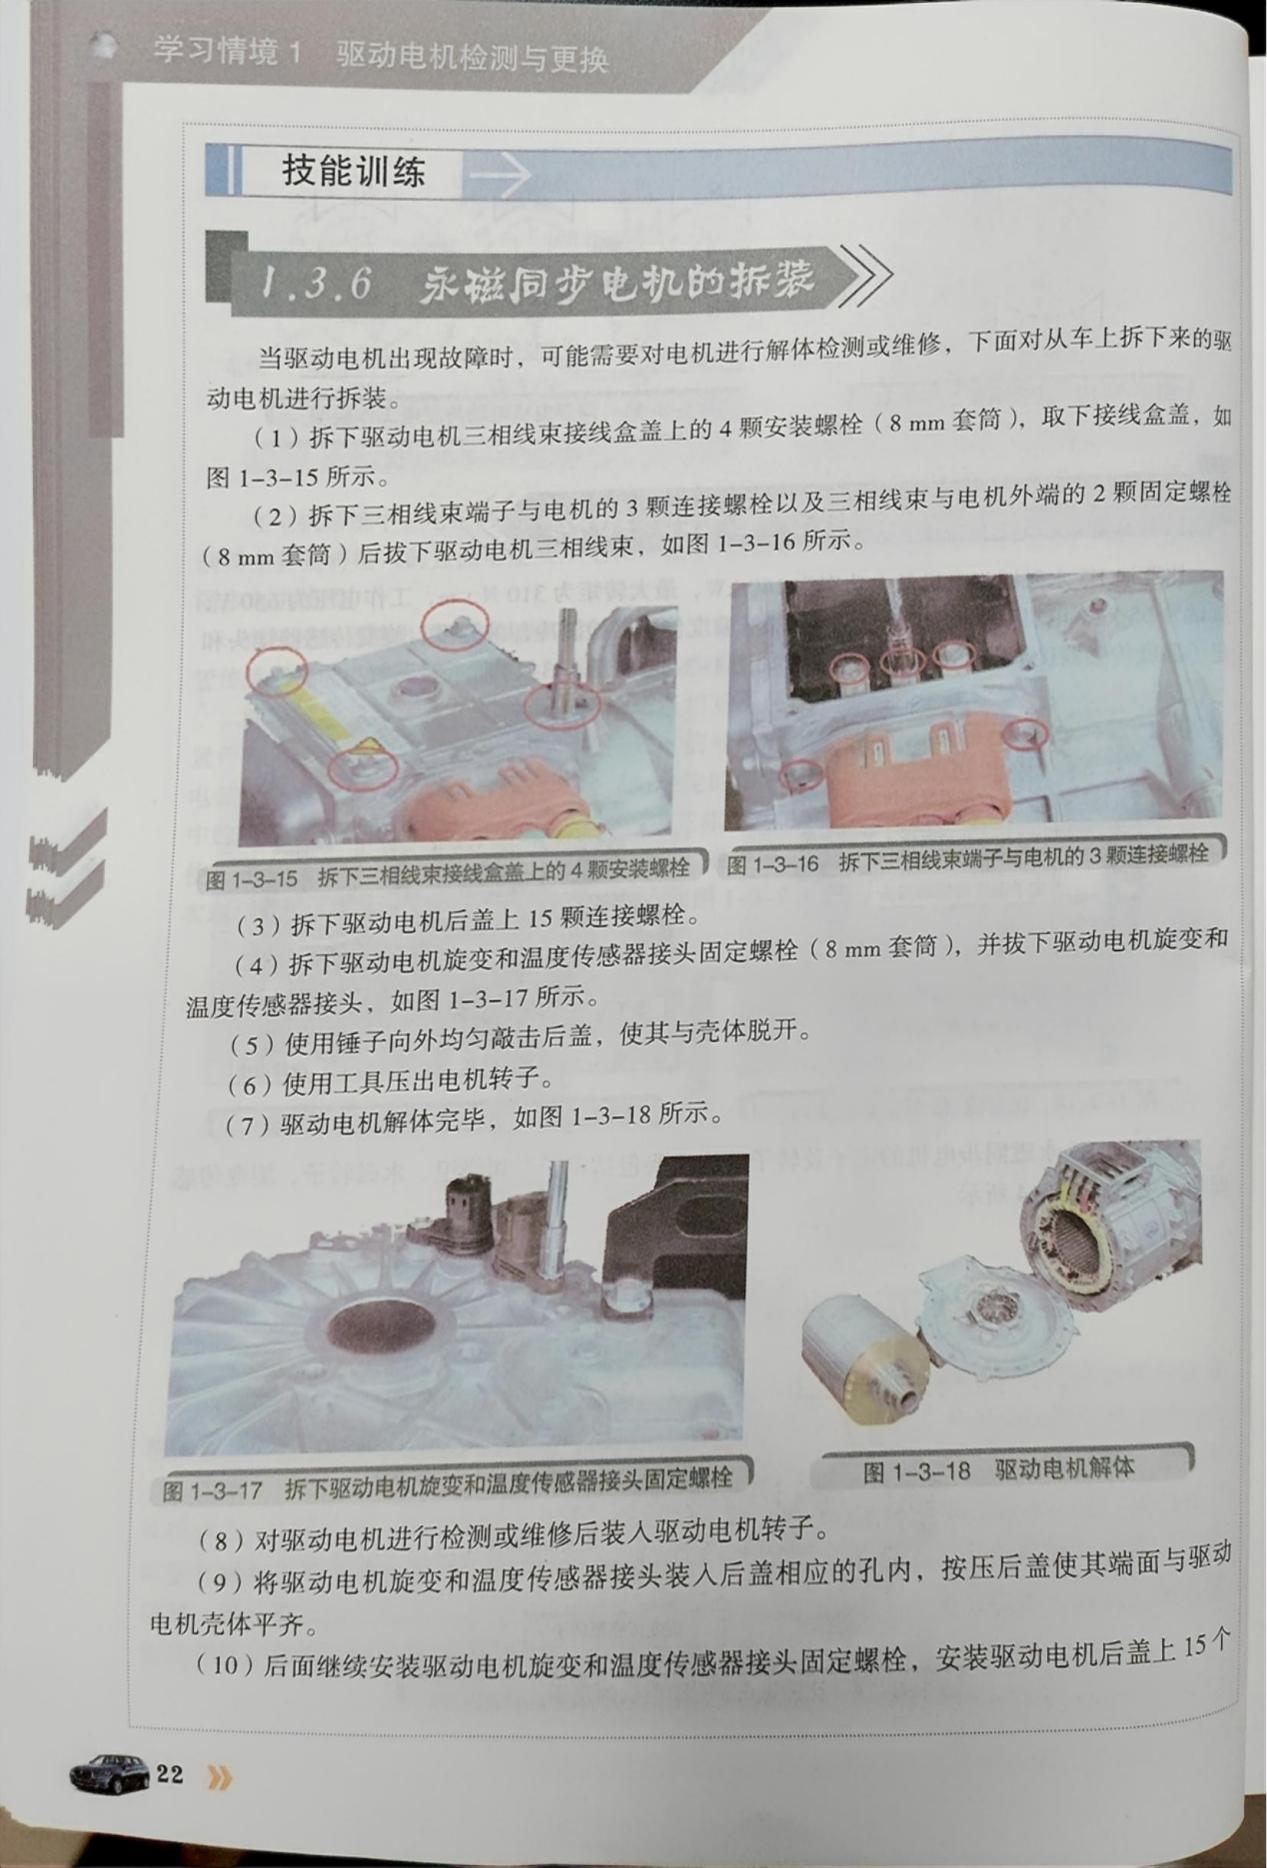 学习情境1 驱动电机检测与更换
技能训练
1.3.6 永磁同步电机的拆装
当驱动电机出现故障时，可能需要对电机进行解体检测或维修，下面对从车上拆下来的驱
动电机进行拆装。
（1）拆下驱动电机三相线束接线盒盖上的4颗安装螺栓（8 mm 套筒），取下接线盒盖，如
图1-3-15所示。
（2）拆下三相线束端子与电机的3颗连接螺栓以及三相线束与电机外端的2颗固定螺栓
（8 mm 套筒）后拔下驱动电机三相线束，如图1-3-16所示。
图1-3-15 拆下三相线束接线盒盖上的4颗安装螺栓
图1-3-16 拆下三相线束端子与电机的3颗连接螺栓
（3）拆下驱动电机后盖上15颗连接螺栓。
（4）拆下驱动电机旋变和温度传感器接头固定螺栓（8 mm 套筒），并拔下驱动电机旋变和
温度传感器接头，如图1-3-17所示。
（5）使用锤子向外均匀敲击后盖，使其与壳体脱开。
（6）使用工具压出电机转子。
（7）驱动电机解体完毕，如图1-3-18所示。
图1-3-17 拆下驱动电机旋变和温度传感器接头固定螺栓
图1-3-18 驱动电机解体
（8）对驱动电机进行检测或维修后装入驱动电机转子。
（9）将驱动电机旋变和温度传感器接头装入后盖相应的孔内，按压后盖使其端面与驱动
电机壳体平齐。
（10）后面继续安装驱动电机旋变和温度传感器接头固定螺栓，安装驱动电机后盖上15个
22